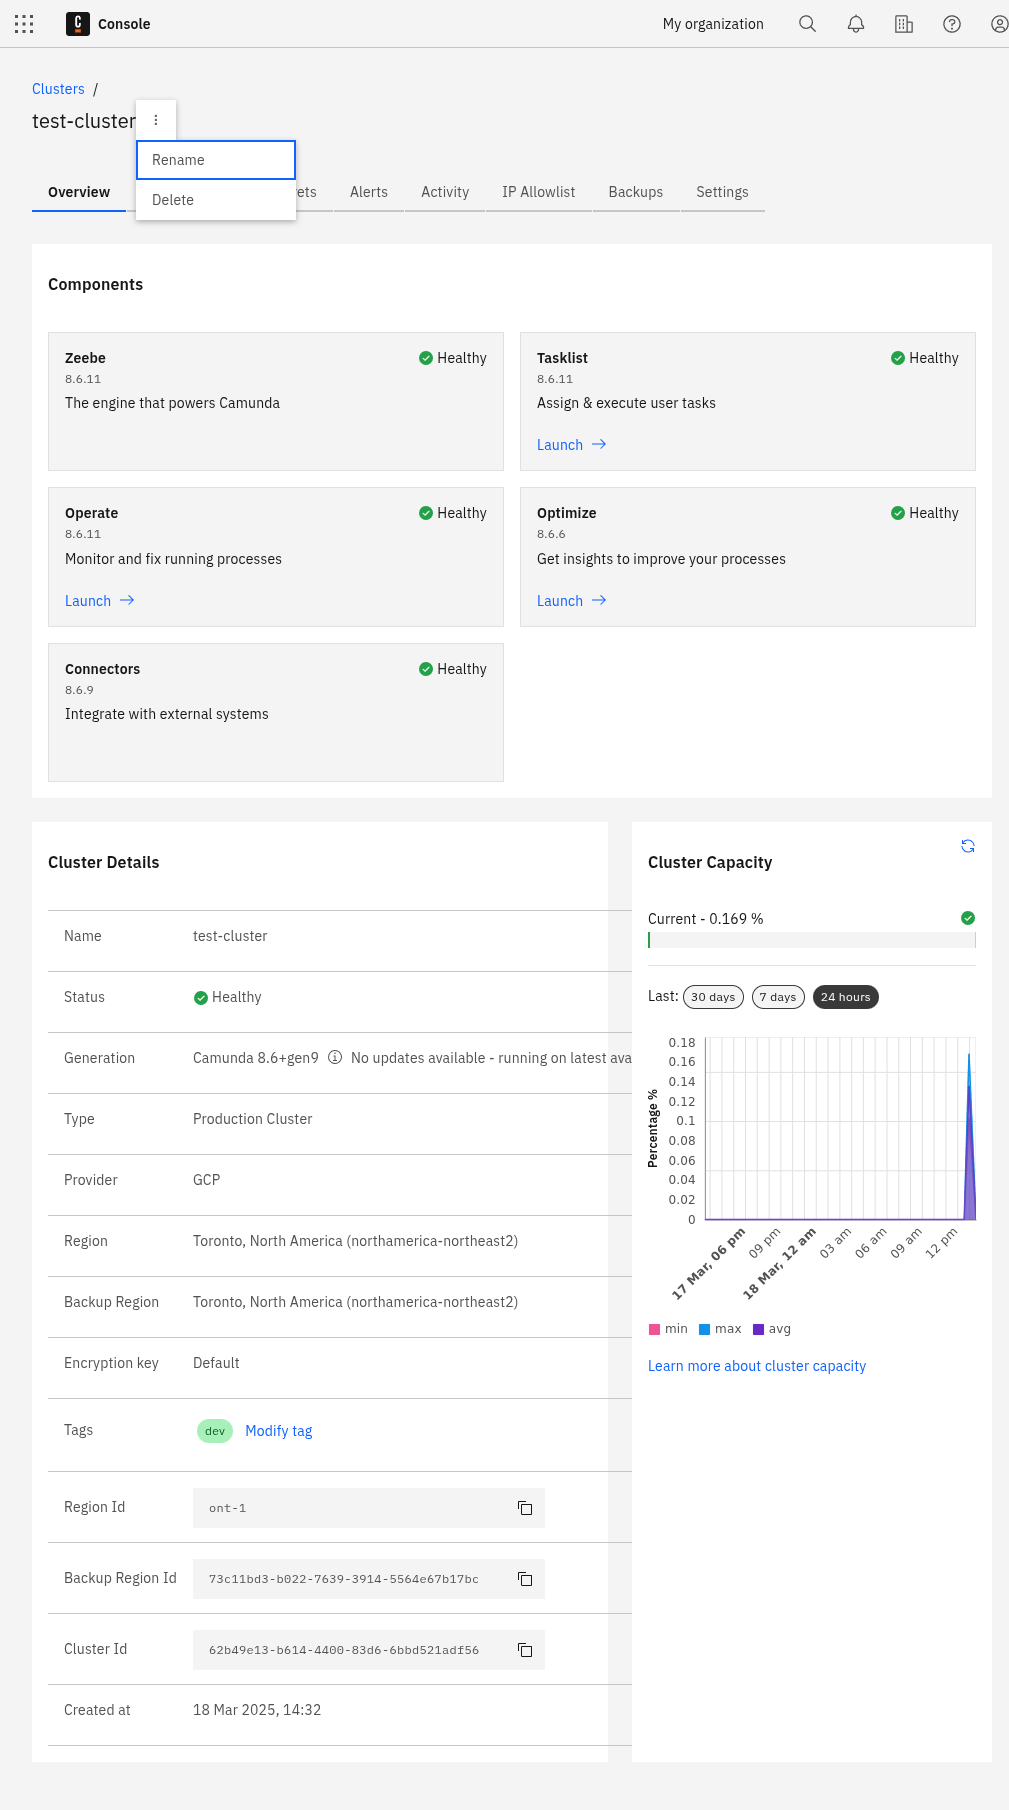 Console
My organization
Clusters /
test-cluster
Rename
Delete
Overview
Alerts
Activity
IP Allowlist
Backups
Settings
Components
Zeebe
Healthy
8.6.11
The engine that powers Camunda
Tasklist
Healthy
8.6.11
Assign & execute user tasks
Launch
Operate
Healthy
8.6.11
Monitor and fix running processes
Launch
Optimize
Healthy
8.6.6
Get insights to improve your processes
Launch
Connectors
Healthy
8.6.9
Integrate with external systems
Cluster Details
Name test-cluster
Status Healthy
Generation Camunda 8.6+gen9 No updates available - running on latest ava
Type Production Cluster
Provider GCP
Region Toronto, North America (northamerica-northeast2)
Backup Region Toronto, North America (northamerica-northeast2)
Encryption key Default
Tags dev Modify tag
Region Id ont-1
Backup Region Id 73c11bd3-b022-7639-3914-5564e67b17bc
Cluster Id 62b49e13-b614-4400-83d6-6bbd521adf56
Created at 18 Mar 2025, 14:32
Cluster Capacity
Current - 0.169 %
Last: 30 days 7 days 24 hours
Percentage %
0.18
0.16
0.14
0.12
0.1
0.08
0.06
0.04
0.02
0
17 Mar, 06 pm
09 pm
18 Mar, 12 am
03 am
06 am
09 am
12 pm
min max avg
Learn more about cluster capacity